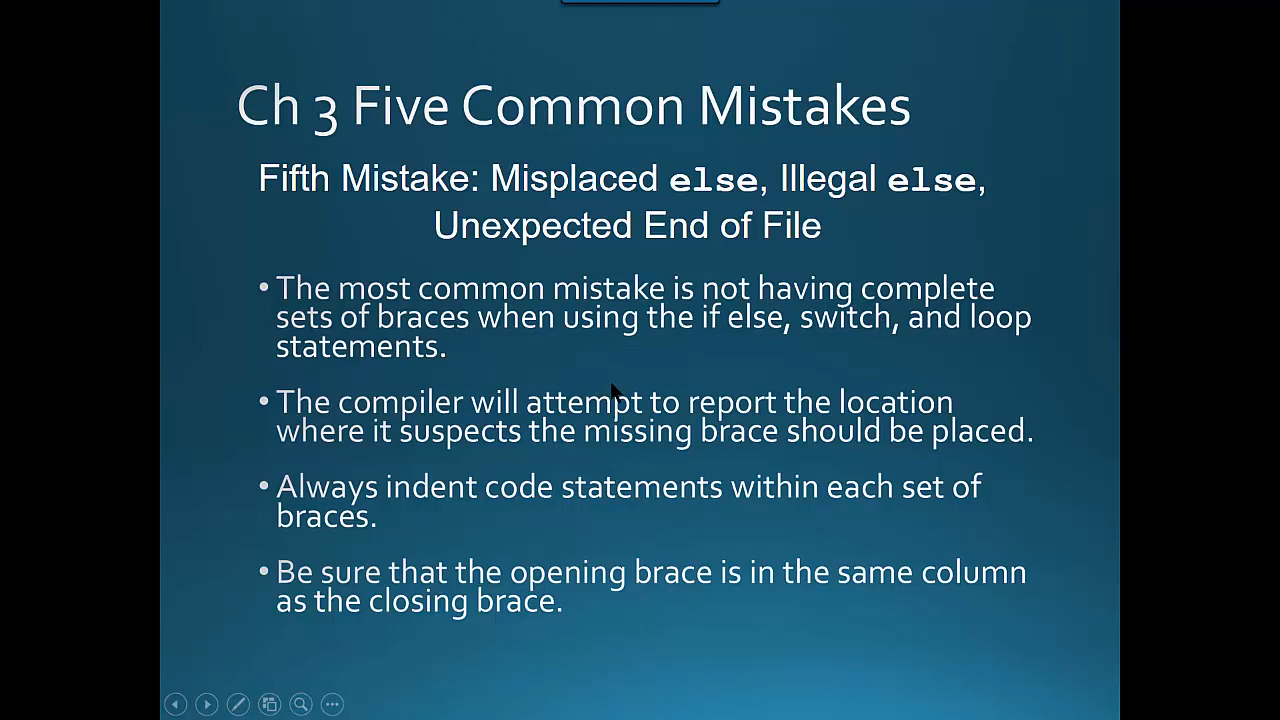 Ch 3 Five Common Mistakes
Fifth Mistake: Misplaced else, Illegal else,
Unexpected End of File
• The most common mistake is not having complete
sets of braces when using the if else, switch, and loop
statements.
• The compiler will attempt to report the location
where it suspects the missing brace should be placed.
• Always indent code statements within each set of
braces.
• Be sure that the opening brace is in the same column
as the closing brace.